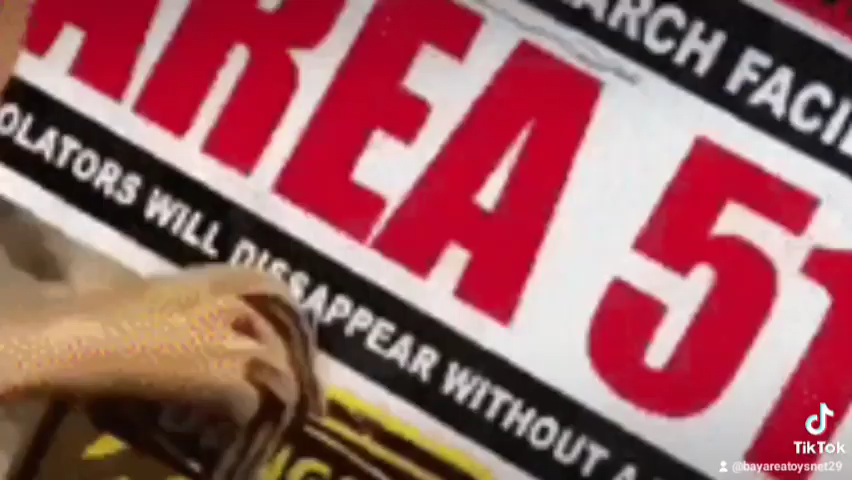 ARCH FACI
AREA 51
OLATORS WILL DISSAPPEAR WITHOUT A
TikTok
@bayareatoysnet29